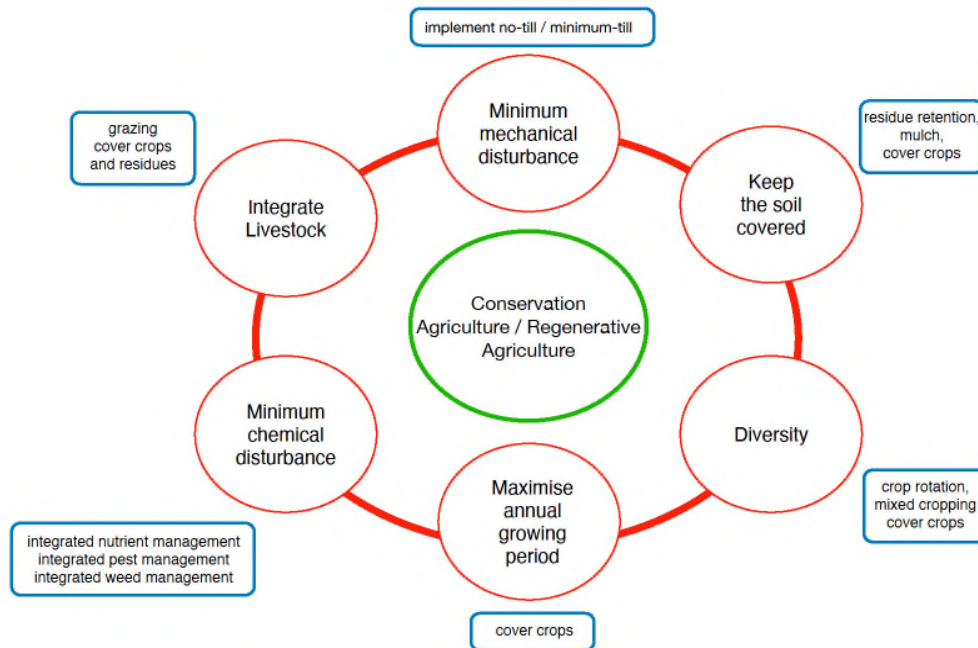 implement no-till / minimum-till
Minimum
mechanical
disturbance
residue retention,
mulch,
cover crops
Keep
the soil
covered
Diversity
crop rotation,
mixed cropping
cover crops
Maximise
annual
growing
period
cover crops
Minimum
chemical
disturbance
integrated nutrient management
integrated pest management
integrated weed management
Integrate
Livestock
grazing
cover crops
and residues
Conservation
Agriculture / Regenerative
Agriculture